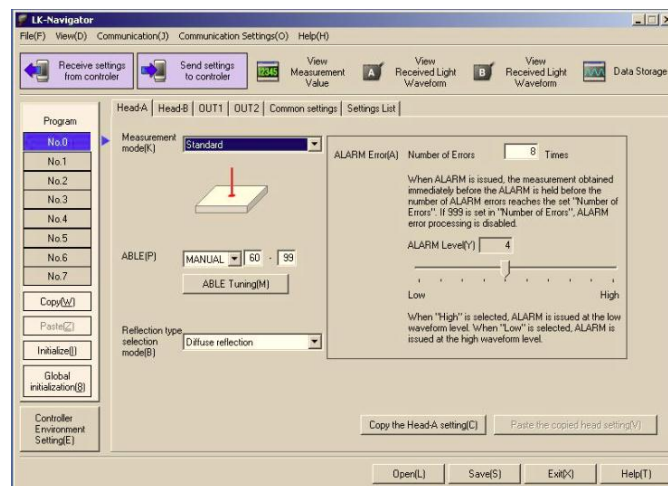 LK-Navigator
File(F) View(D) Communication(J) Communication Settings(O) Help(H)
Receive settings
from controler
Send settings
to controler
12345
View
Measurement
Value
A
View
Received Light
Waveform
B
View
Received Light
Waveform
Data Storage
Head-A Head-B OUT1 OUT2 Common settings Settings List
Program
No.0
No.1
No.2
No.3
No.4
No.5
No.6
No.7
Copy(W)
Paste(Z)
Initialize(I)
Global
initialization(8)
Controller
Environment
Setting(E)
Measurement
mode(K)
Standard
ABLE(P)
MANUAL 60 - 99
ABLE Tuning(M)
Reflection type
selection
mode(B)
Diffuse reflection
ALARM Error(A) Number of Errors 8 Times
When ALARM is issued, the measurement obtained
immediately before the ALARM is held before the
number of ALARM errors reaches the set "Number of
Errors". If 999 is set in "Number of Errors", ALARM
error processing is disabled.
ALARM Level(Y) 4
Low High
When "High" is selected, ALARM is issued at the low
waveform level. When "Low" is selected, ALARM is
issued at the high waveform level.
Copy the Head-A setting(C) Paste the copied head setting(V)
Open(L) Save(S) Exit(X) Help(T)